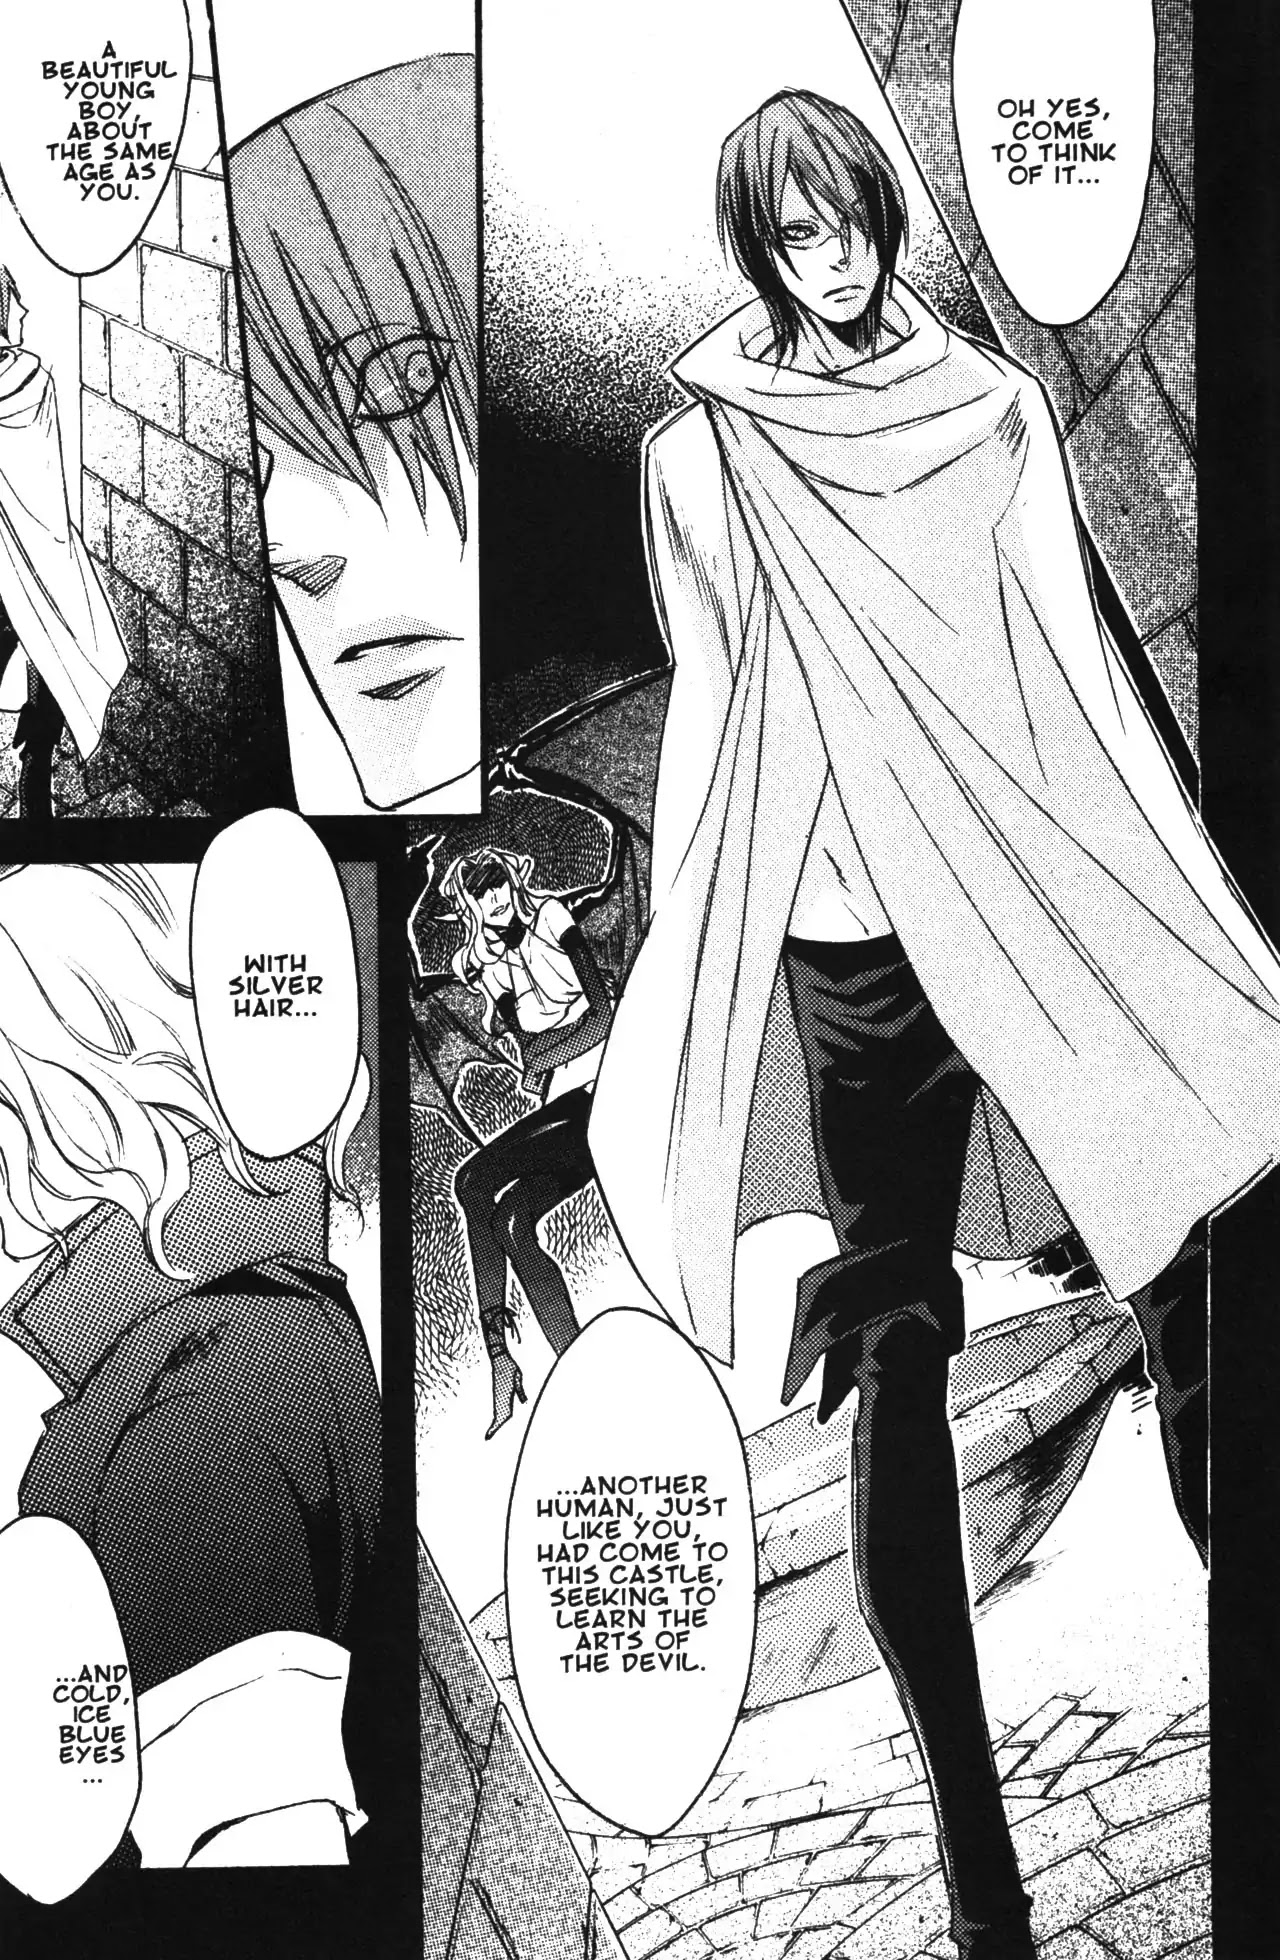 OH YES,
COME
TO THINK
OF IT...
...ANOTHER
HUMAN, JUST
LIKE YOU,
HAD COME TO
THIS CASTLE,
SEEKING TO
LEARN THE
ARTS OF
THE DEVIL.
A
BEAUTIFUL
YOUNG
BOY,
ABOUT
THE SAME
AGE AS
YOU.
WITH
SILVER
HAIR...
...AND
COLD,
ICE
BLUE
EYES
...